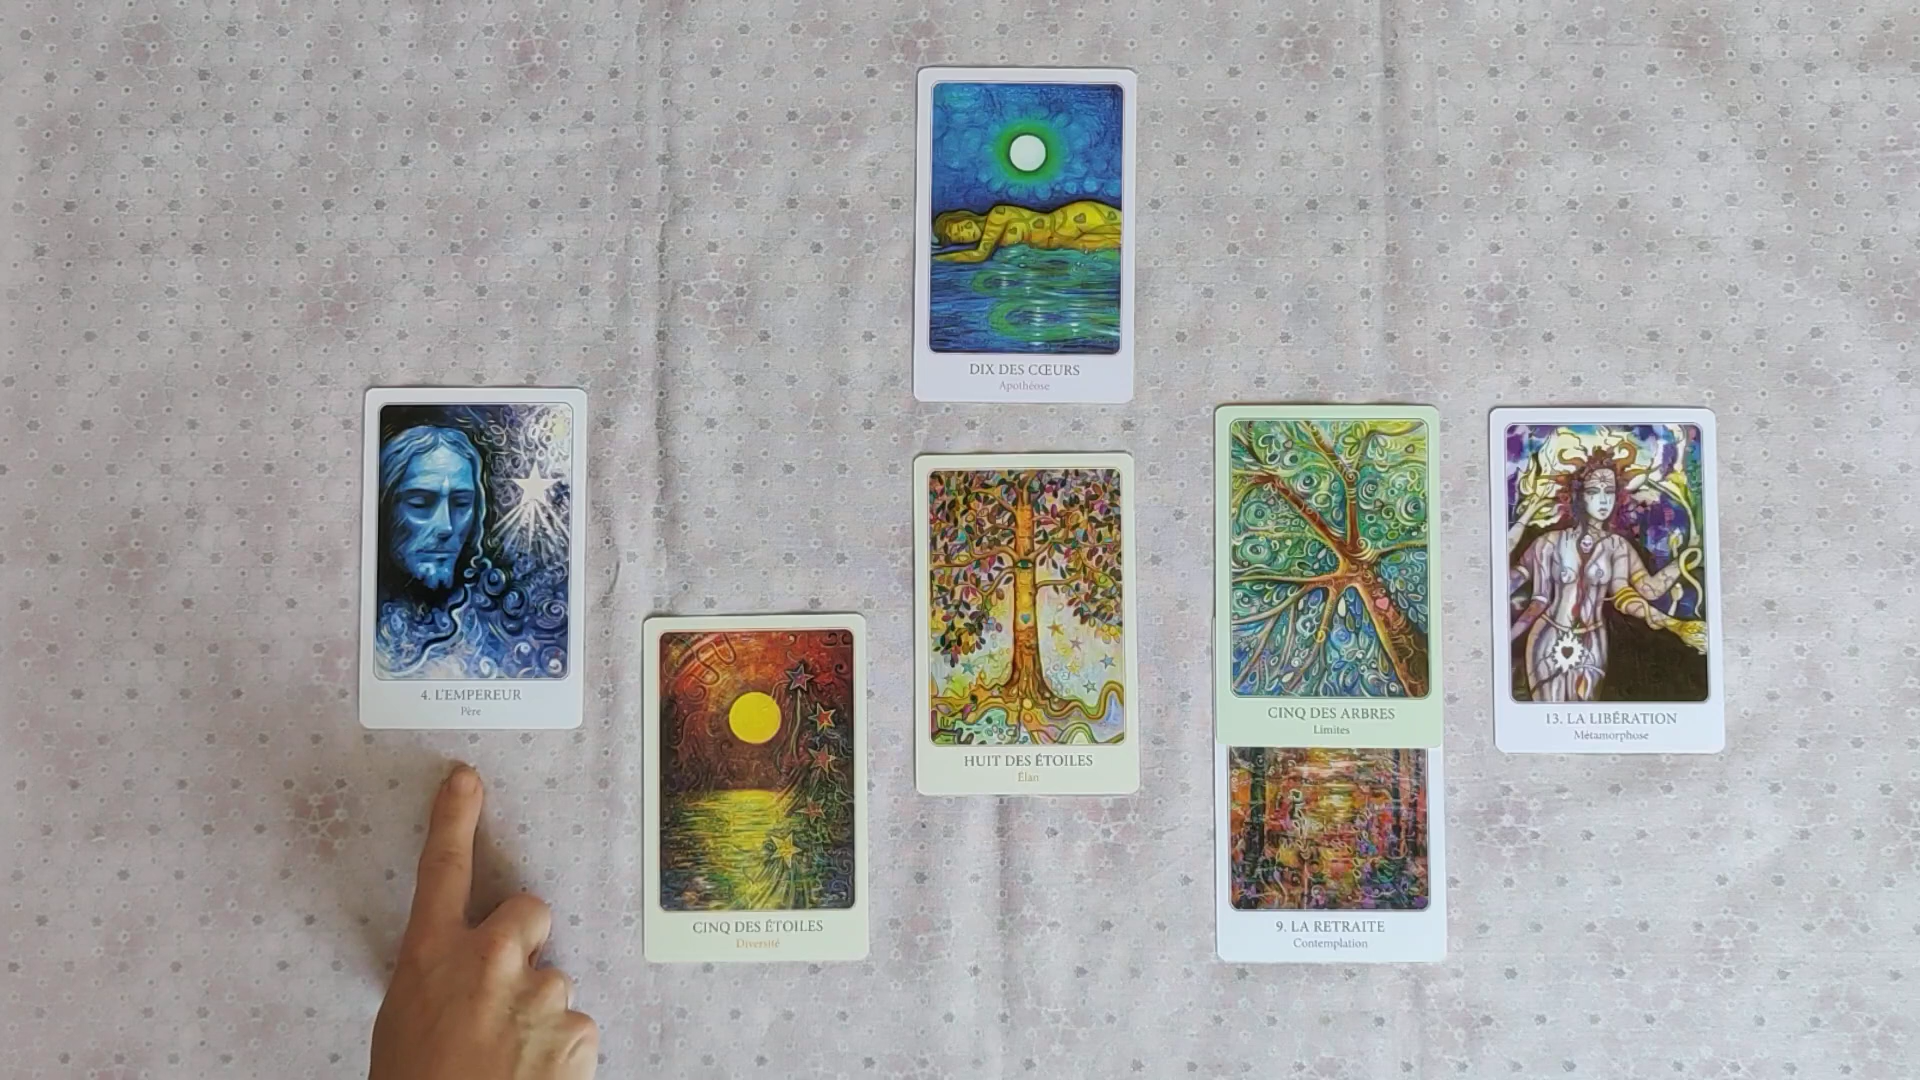 DIX DES CŒURS
Apothéose
4. L'EMPEREUR
Père
CINQ DES ÉTOILES
Diversité
HUIT DES ÉTOILES
Élan
CINQ DES ARBRES
Limites
9. LA RETRAITE
Contemplation
13. LA LIBÉRATION
Métamorphose